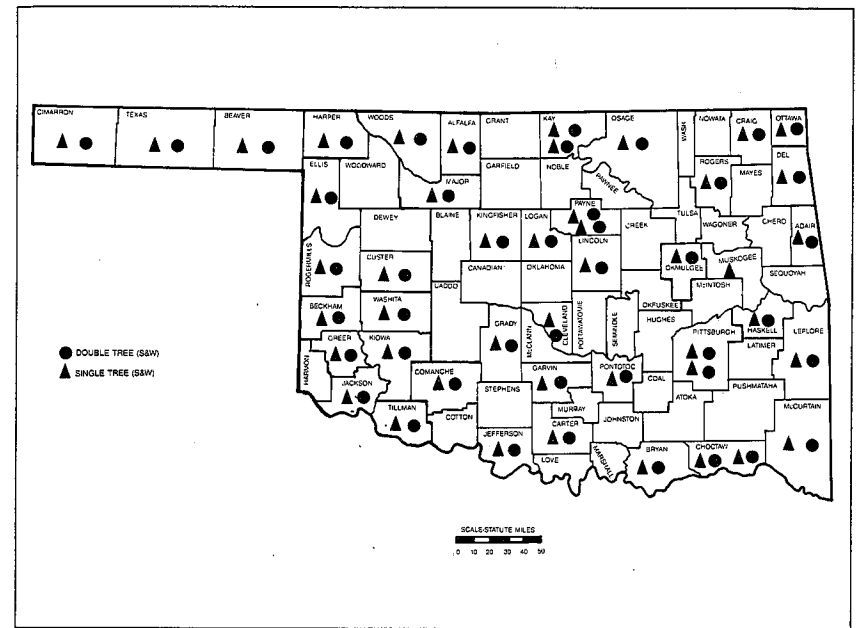 CIMARRON
TEXAS
BEAVER
HARPER
WOODS
ALFALFA
GRANT
KAY
OSAGE
WASH
NOWATA
CRAIG
OTTAWA
ELLIS
WOODWARD
MAJOR
GARFIELD
NOBLE
PAWNEE
ROGERS
MAYES
DEL
DEWEY
BLAINE
KINGFISHER
LOGAN
PAYNE
CREEK
TULSA
WAGONER
CHERO
ADAIR
ROGER MILLS
CUSTER
CANADIAN
OKLAHOMA
LINCOLN
OKMULGEE
MUSKOGEE
SEQUOYAH
BECKHAM
WASHITA
CADDO
GRADY
McCLAIN
CLEVELAND
POTTAWATOMIE
SEMINOLE
OKFUSKEE
HUGHES
McINTOSH
PITTSBURGH
HASKELL
LATIMER
LEFLORE
GREER
KIOWA
HARMON
JACKSON
COMANCHE
STEPHENS
GARVIN
PONTOTOC
COAL
ATOKA
PUSHMATAHA
McCURTAIN
TILLMAN
COTTON
JEFFERSON
MURRAY
CARTER
JOHNSTON
LOVE
MARSHALL
BRYAN
CHOCTAW
DOUBLE TREE (S&W)
SINGLE TREE (S&W)
SCALE-STATUTE MILES
0 10 20 30 40 50